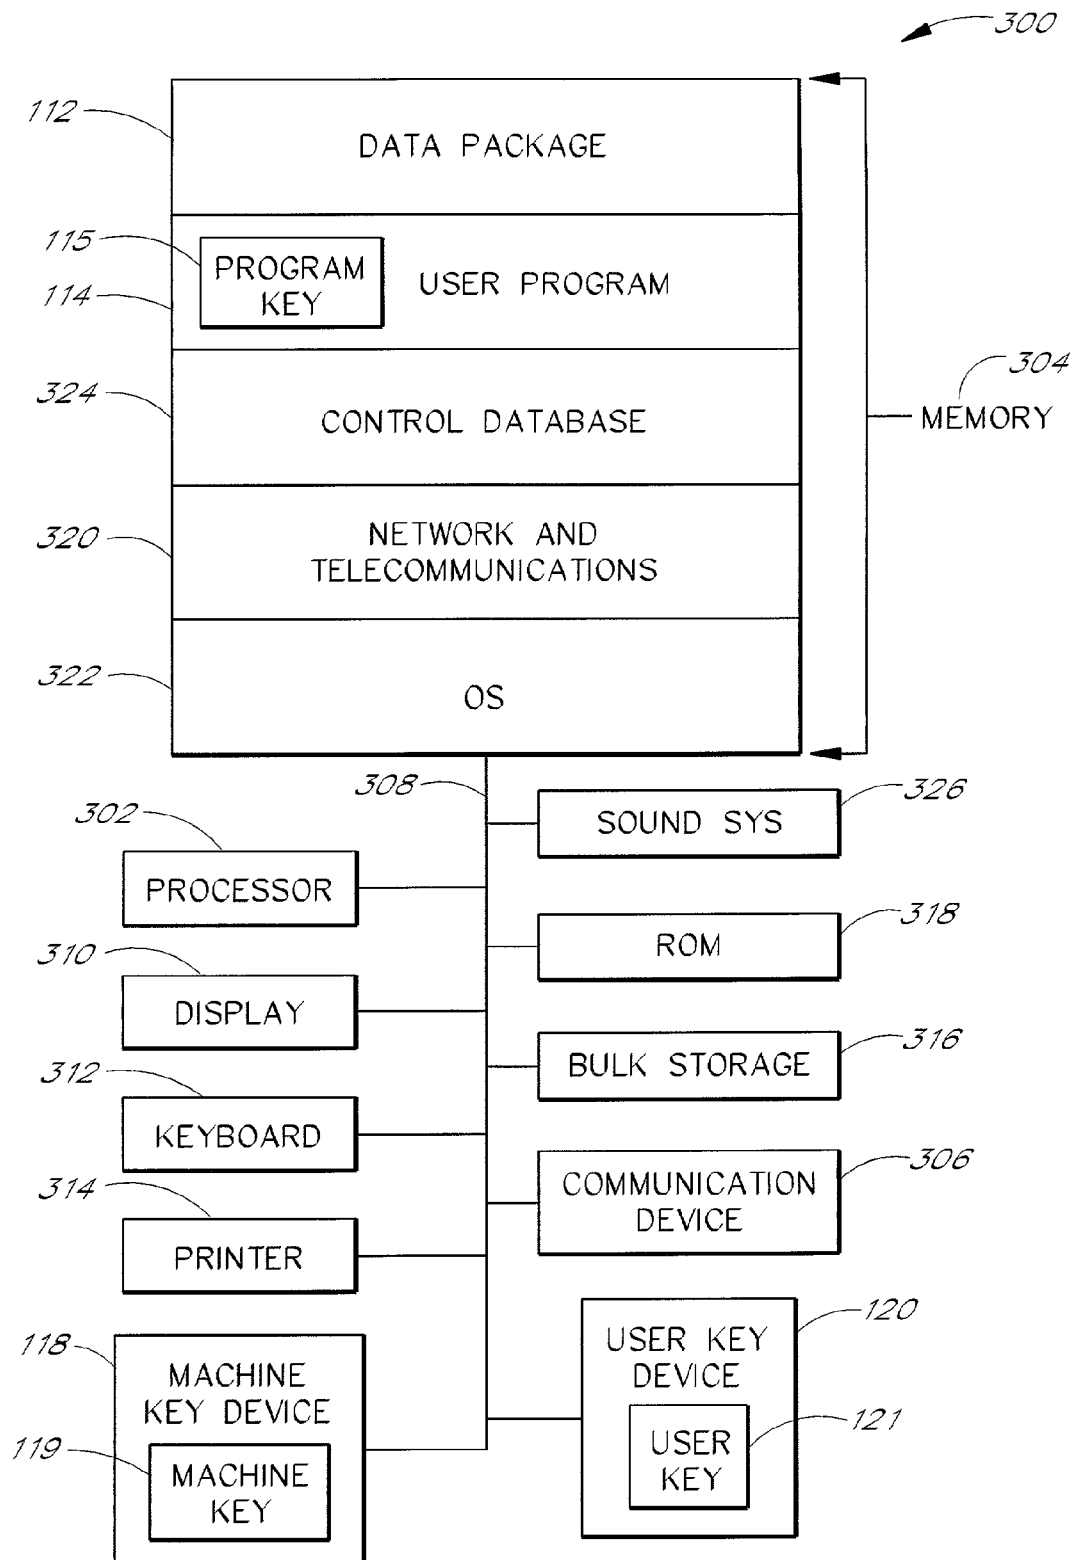 300
112
DATA PACKAGE
115
PROGRAM
KEY
USER PROGRAM
114
304
MEMORY
324
CONTROL DATABASE
320
NETWORK AND
TELECOMMUNICATIONS
322
OS
308
326
SOUND SYS
302
PROCESSOR
318
ROM
310
DISPLAY
316
BULK STORAGE
312
KEYBOARD
306
COMMUNICATION
DEVICE
314
PRINTER
120
USER KEY
DEVICE
118
MACHINE
KEY DEVICE
121
USER
KEY
119
MACHINE
KEY